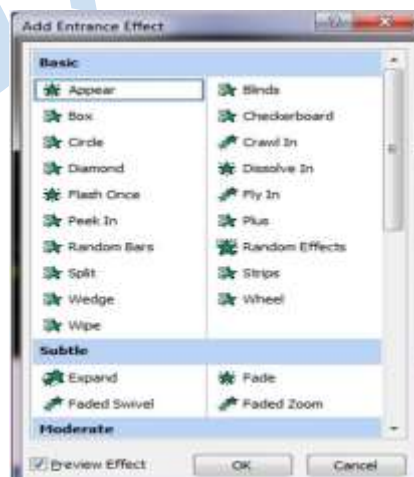 Add Entrance Effect
Basic
Appear Blinds
Box Checkerboard
Circle Crawl In
Diamond Dissolve In
Flash Once Fly In
Peek In Plus
Random Bars Random Effects
Split Strips
Wedge Wheel
Wipe
Subtle
Expand Fade
Faded Swivel Faded Zoom
Moderate
Preview Effect OK Cancel